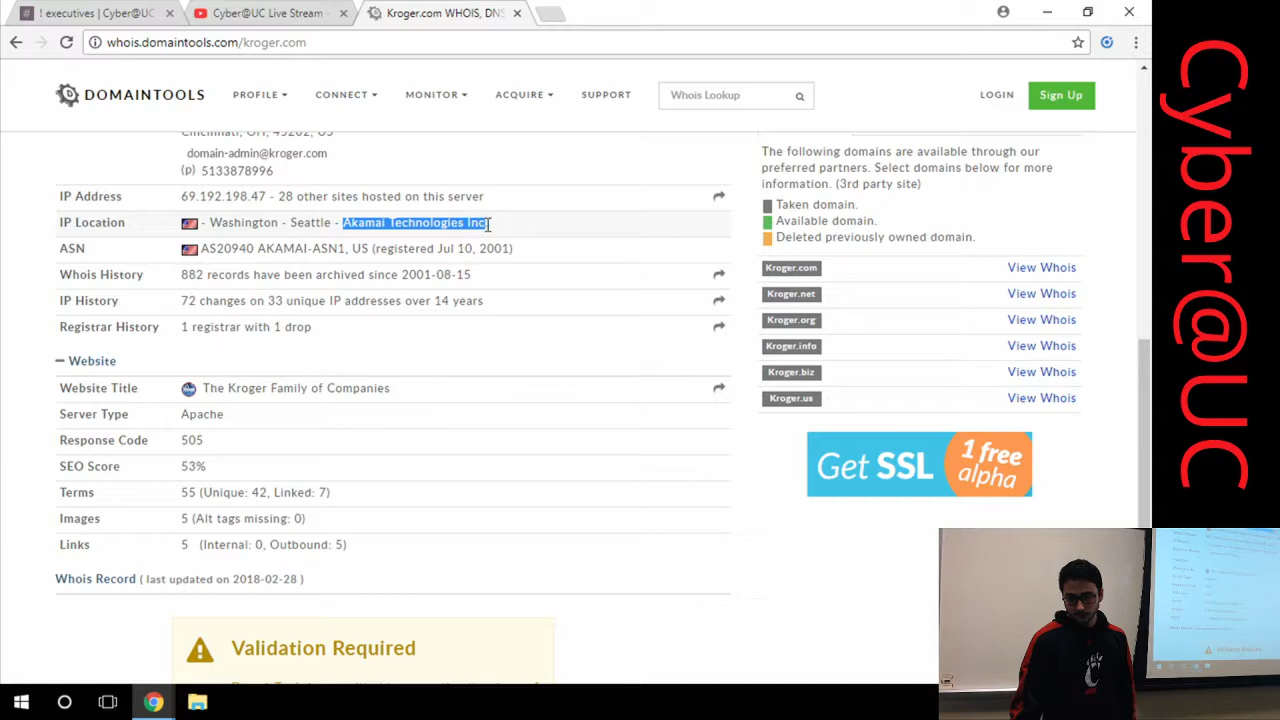 ! executives | Cyber@UC
Cyber@UC Live Stream -
Kroger.com WHOIS, DNS
whois.domaintools.com/kroger.com
DOMAINTOOLS
PROFILE
CONNECT
MONITOR
ACQUIRE
SUPPORT
Whois Lookup
LOGIN
Sign Up
Cincinnati, OH, 45202, US
domain-admin@kroger.com
(p) 5133878996
IP Address 69.192.198.47 - 28 other sites hosted on this server
IP Location - Washington - Seattle - Akamai Technologies Inc.
ASN AS20940 AKAMAI-ASN1, US (registered Jul 10, 2001)
Whois History 882 records have been archived since 2001-08-15
IP History 72 changes on 33 unique IP addresses over 14 years
Registrar History 1 registrar with 1 drop
Website
Website Title The Kroger Family of Companies
Server Type Apache
Response Code 505
SEO Score 53%
Terms 55 (Unique: 42, Linked: 7)
Images 5 (Alt tags missing: 0)
Links 5 (Internal: 0, Outbound: 5)
Whois Record ( last updated on 2018-02-28 )
Validation Required
The following domains are available through our
preferred partners. Select domains below for more
information. (3rd party site)
Taken domain.
Available domain.
Deleted previously owned domain.
Kroger.com View Whois
Kroger.net View Whois
Kroger.org View Whois
Kroger.info View Whois
Kroger.biz View Whois
Kroger.us View Whois
Get SSL
1 free
alpha
Cyber@UC
Validation Required